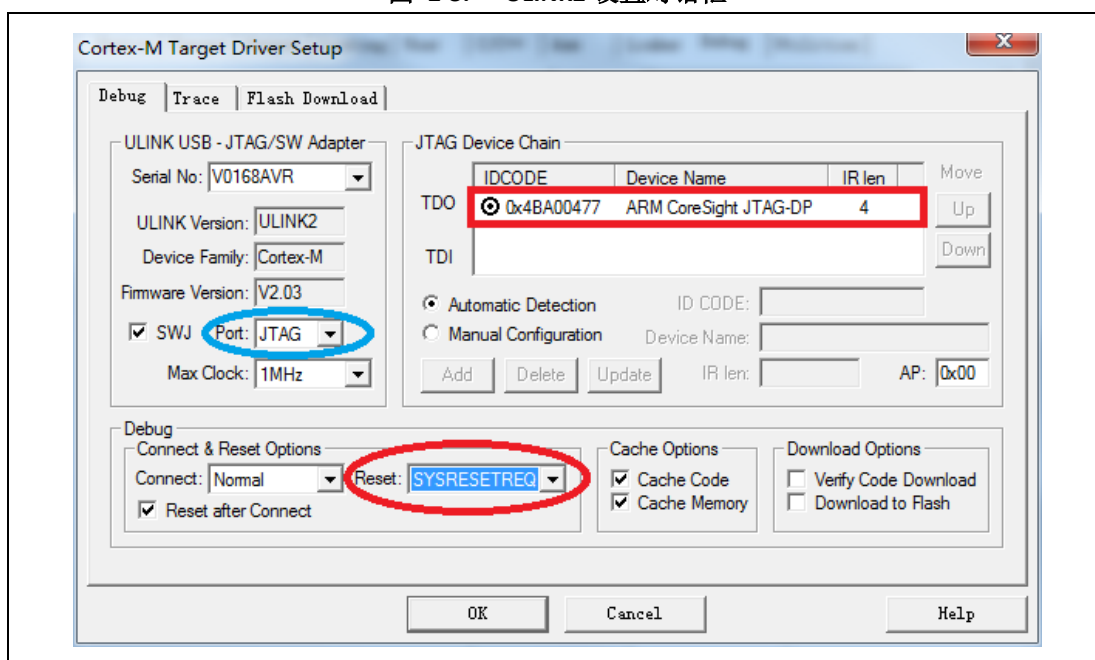 Cortex-M Target Driver Setup
Debug Trace Flash Download
ULINK USB - JTAG/SW Adapter
Serial No: V0168AVR
ULINK Version: ULINK2
Device Family: Cortex-M
Firmware Version: V2.03
SWJ Port: JTAG
Max Clock: 1MHz
JTAG Device Chain
IDCODE Device Name IR len Move
TDO 0x4BA00477 ARM CoreSight JTAG-DP 4 Up
TDI Down
Automatic Detection ID CODE:
Manual Configuration Device Name:
Add Delete Update IR len: AP: 0x00
Debug
Connect & Reset Options
Connect: Normal Reset: SYSRESETREQ
Reset after Connect
Cache Options
Cache Code
Cache Memory
Download Options
Verify Code Download
Download to Flash
OK Cancel Help